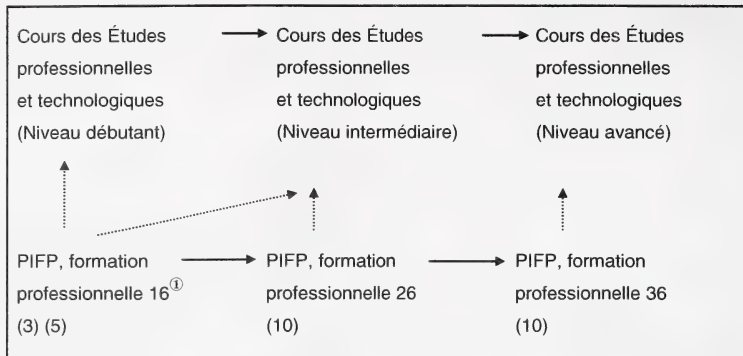 Cours des Études
professionnelles
et technologiques
(Niveau débutant)
Cours des Études
professionnelles
et technologiques
(Niveau intermédiaire)
Cours des Études
professionnelles
et technologiques
(Niveau avancé)
PIFP, formation
professionnelle 16①
(3) (5)
PIFP, formation
professionnelle 26
(10)
PIFP, formation
professionnelle 36
(10)